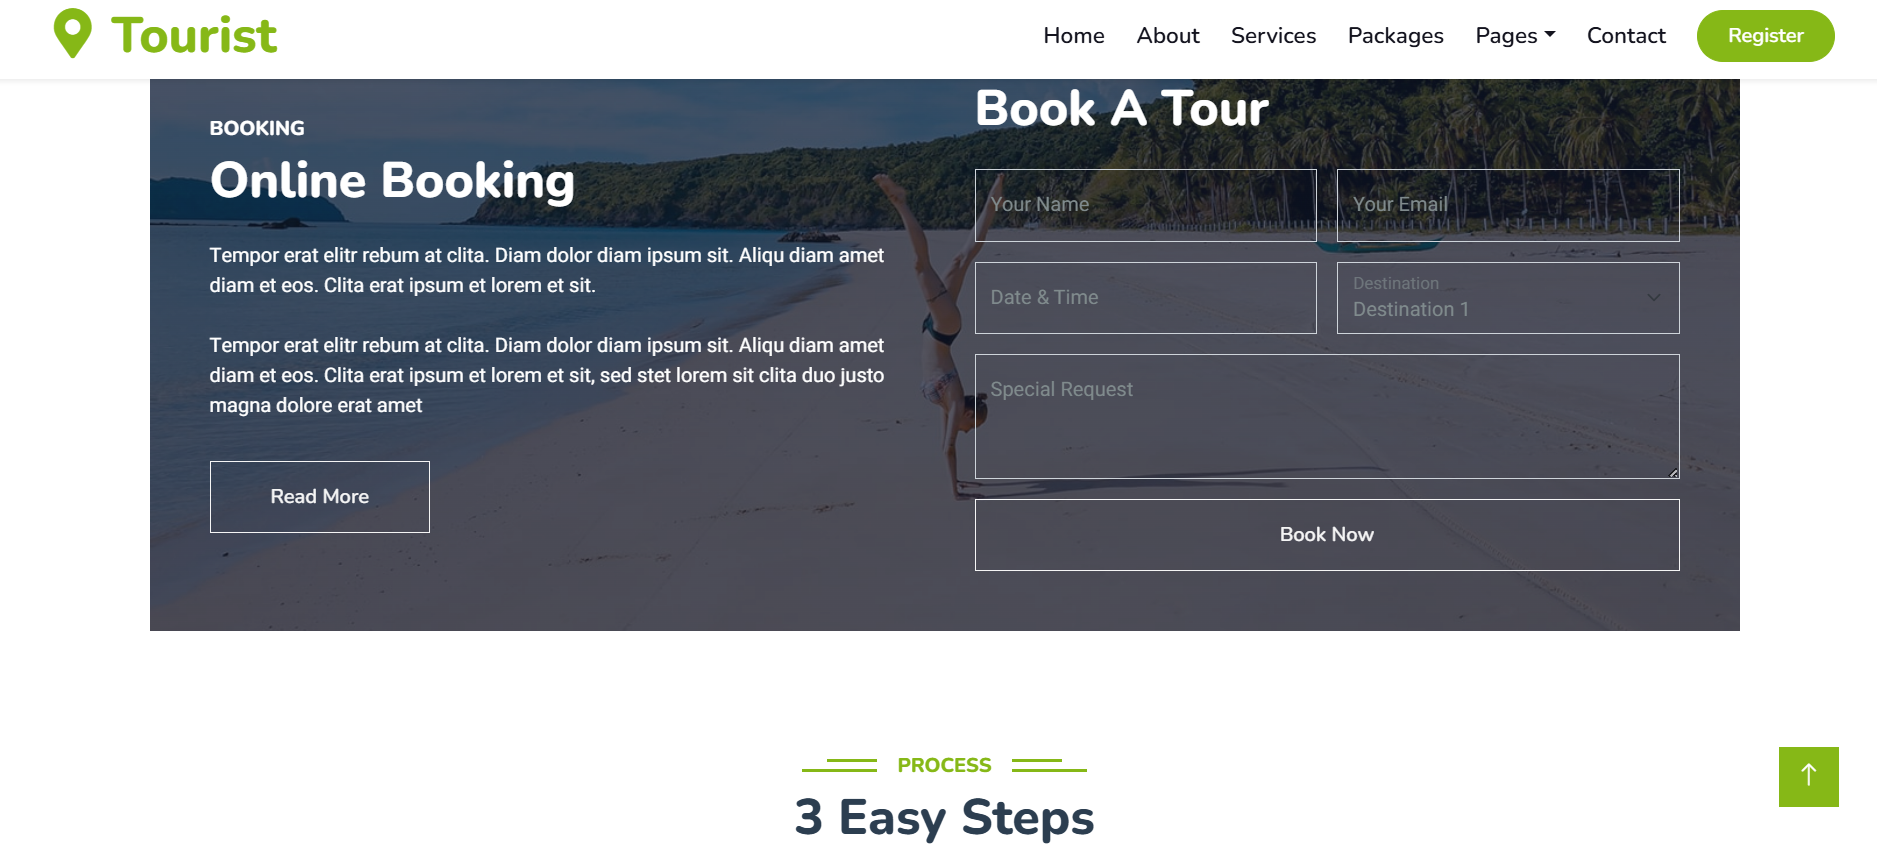 Tourist
Home About Services Packages Pages Contact Register
BOOKING
Online Booking
Tempor erat elitr rebum at clita. Diam dolor diam ipsum sit. Aliqu diam amet
diam et eos. Clita erat ipsum et lorem et sit.
Tempor erat elitr rebum at clita. Diam dolor diam ipsum sit. Aliqu diam amet
diam et eos. Clita erat ipsum et lorem et sit, sed stet lorem sit clita duo justo
magna dolore erat amet
Read More
Book A Tour
Your Name
Your Email
Date & Time
Destination
Destination 1
Special Request
Book Now
PROCESS
3 Easy Steps